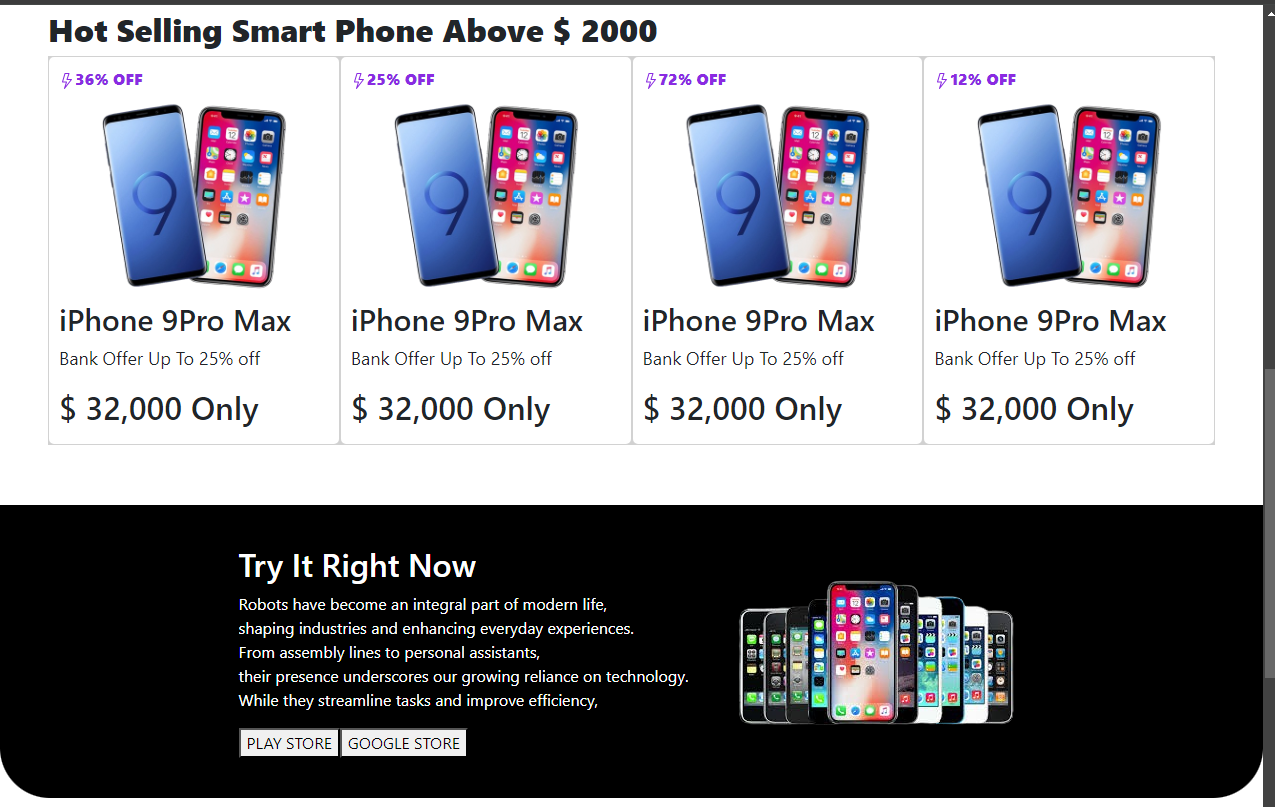 Hot Selling Smart Phone Above $ 2000
36% OFF
25% OFF
72% OFF
12% OFF
9
9
9
9
iPhone 9Pro Max
iPhone 9Pro Max
iPhone 9Pro Max
iPhone 9Pro Max
Bank Offer Up To 25% off
Bank Offer Up To 25% off
Bank Offer Up To 25% off
Bank Offer Up To 25% off
$ 32,000 Only
$ 32,000 Only
$ 32,000 Only
$ 32,000 Only
Try It Right Now
Robots have become an integral part of modern life,
shaping industries and enhancing everyday experiences.
From assembly lines to personal assistants,
their presence underscores our growing reliance on technology.
While they streamline tasks and improve efficiency,
PLAY STORE
GOOGLE STORE